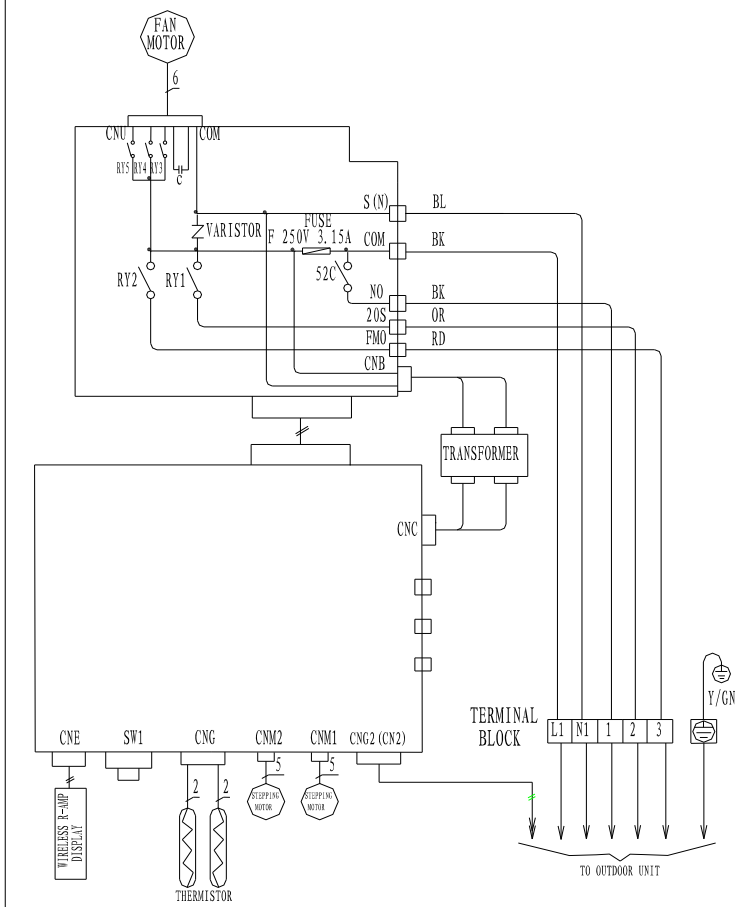 FAN
MOTOR
6
CNU
COM
RY5 RY4 RY3
C
S(N)
BL
VARISTOR
FUSE
F 250V 3.15A
COM
BK
RY2
RY1
52C
NO
BK
20S
OR
FMO
RD
CNB
TRANSFORMER
CNC
Y/GN
TERMINAL
BLOCK
L1 N1 1 2 3
CNE
SW1
CNG
CNM2
CNM1
CNG2(CN2)
5
5
2
2
STEPPING
MOTOR
STEPPING
MOTOR
WIRELESS R-AMP
DISPLAY
THERMISTOR
TO OUTDOOR UNIT